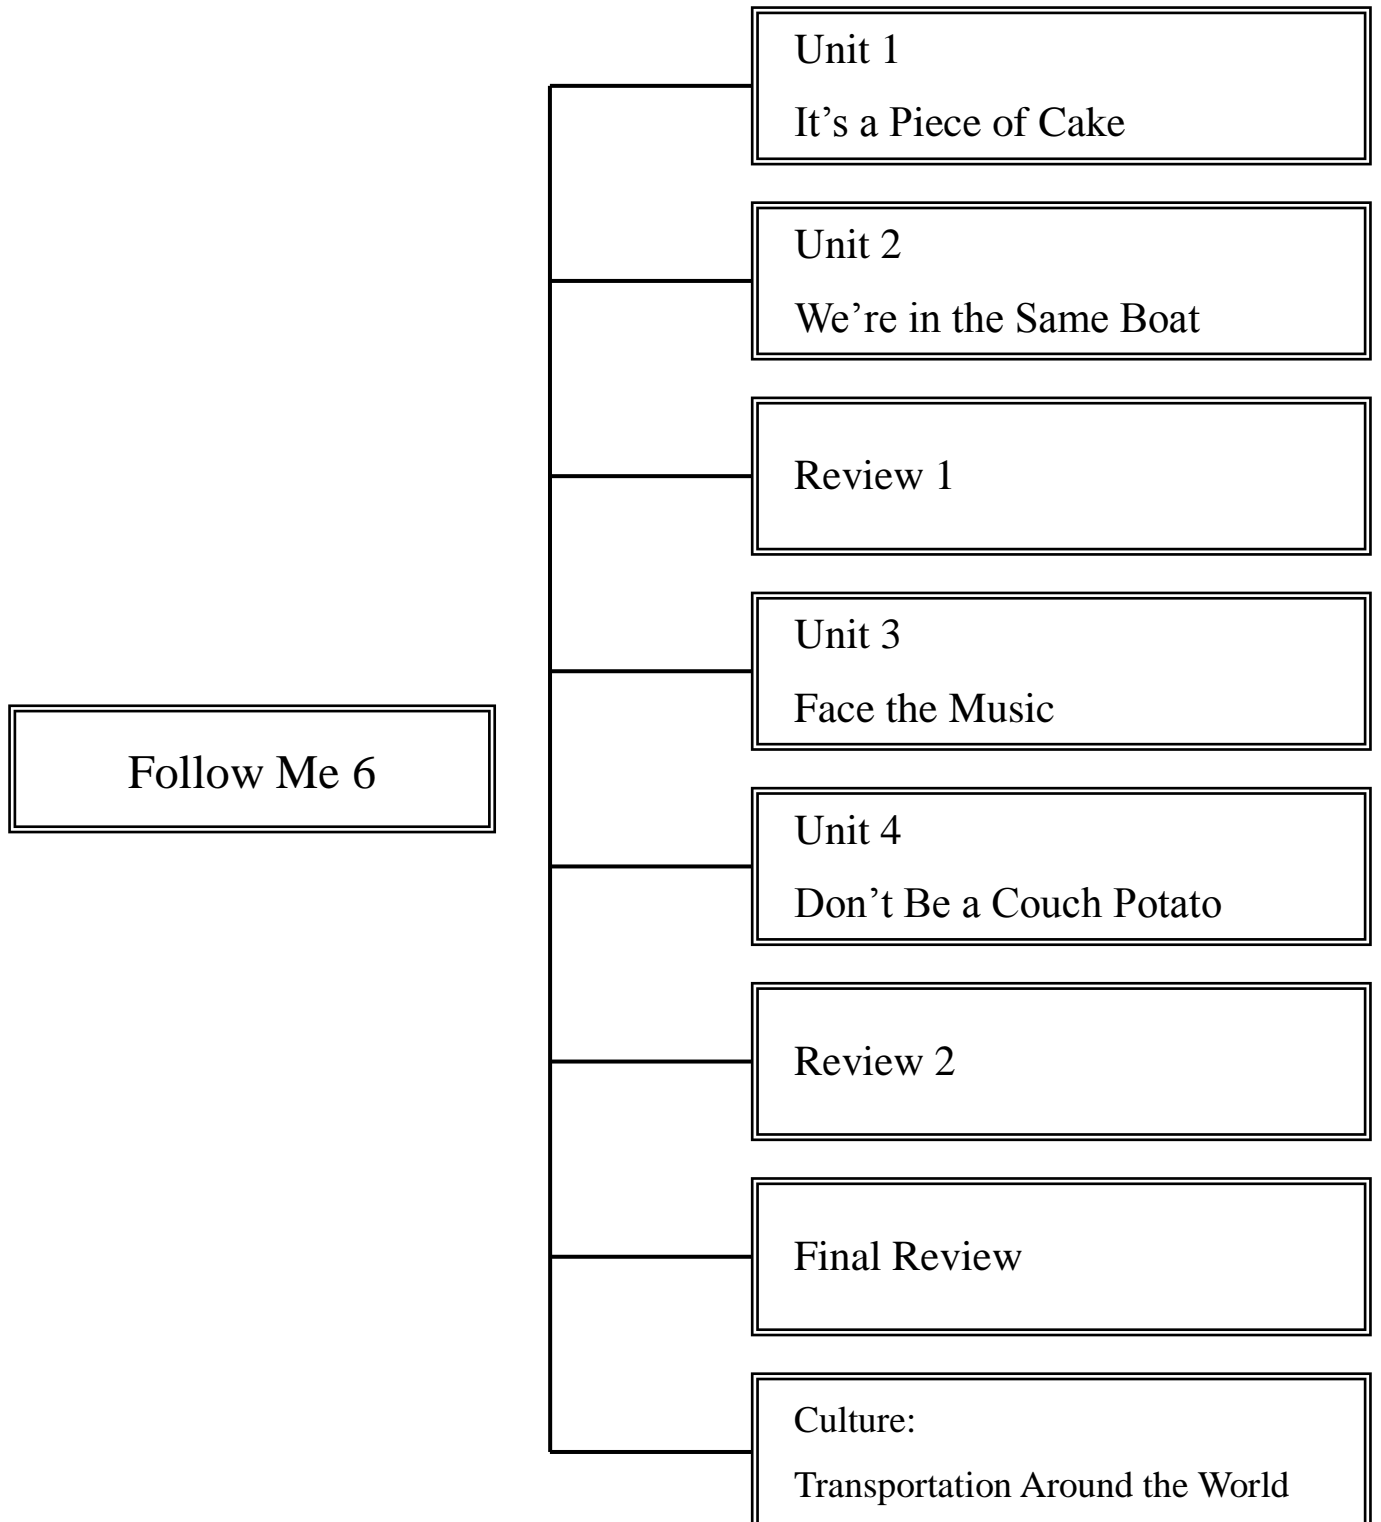 Follow Me 6
Unit 1
It’s a Piece of Cake
Unit 2
We’re in the Same Boat
Review 1
Unit 3
Face the Music
Unit 4
Don’t Be a Couch Potato
Review 2
Final Review
Culture:
Transportation Around the World